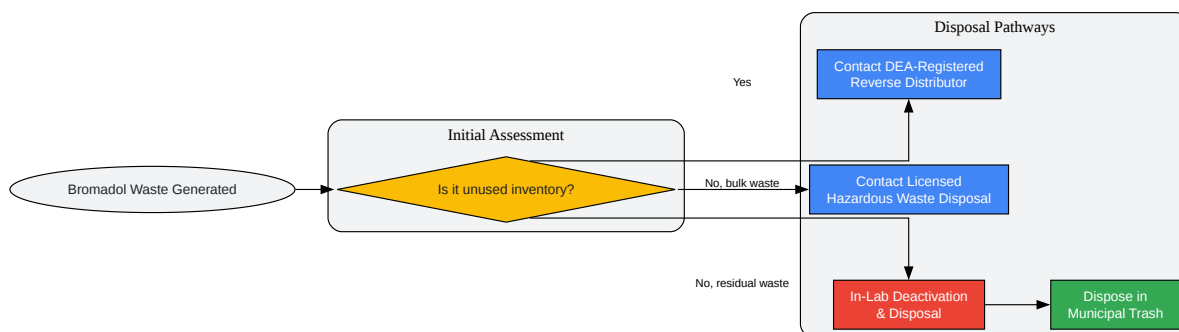 Disposal Pathways
Contact DEA-Registered
Reverse Distributor
Yes
Initial Assessment
Bromadol Waste Generated
Is it unused inventory?
No, bulk waste
Contact Licensed
Hazardous Waste Disposal
No, residual waste
In-Lab Deactivation
& Disposal
Dispose in
Municipal Trash